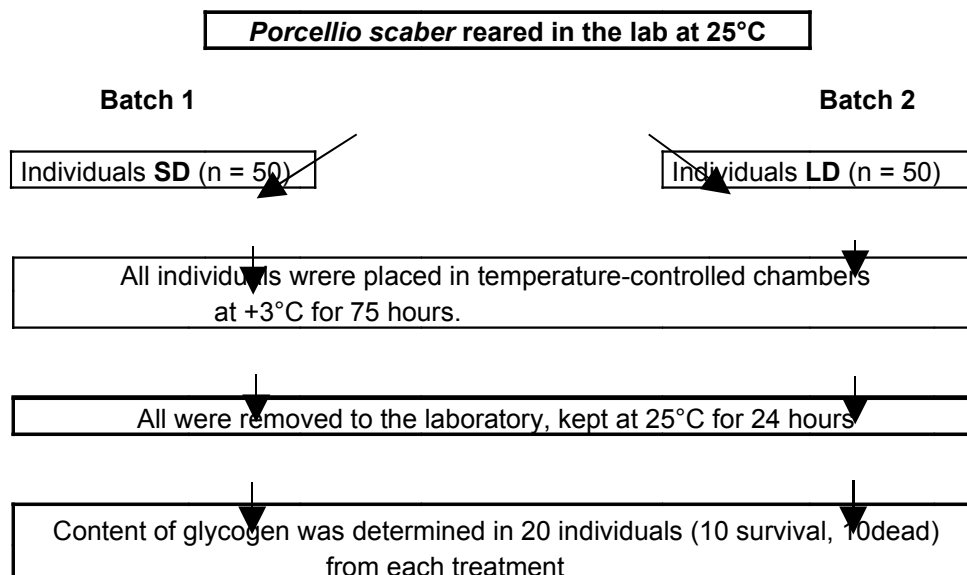 Porcellio scaber reared in the lab at 25°C
Batch 1
Batch 2
Individuals SD (n = 50)
Individuals LD (n = 50)
All individuals wrere placed in temperature-controlled chambers
at +3°C for 75 hours.
All were removed to the laboratory, kept at 25°C for 24 hours
Content of glycogen was determined in 20 individuals (10 survival, 10dead)
from each treatment